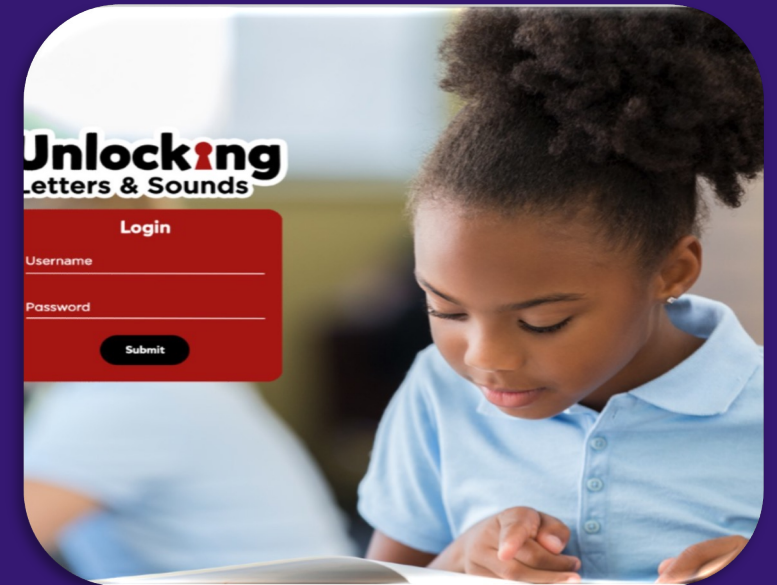 Unlocking
Letters & Sounds
Login
Username
Password
Submit